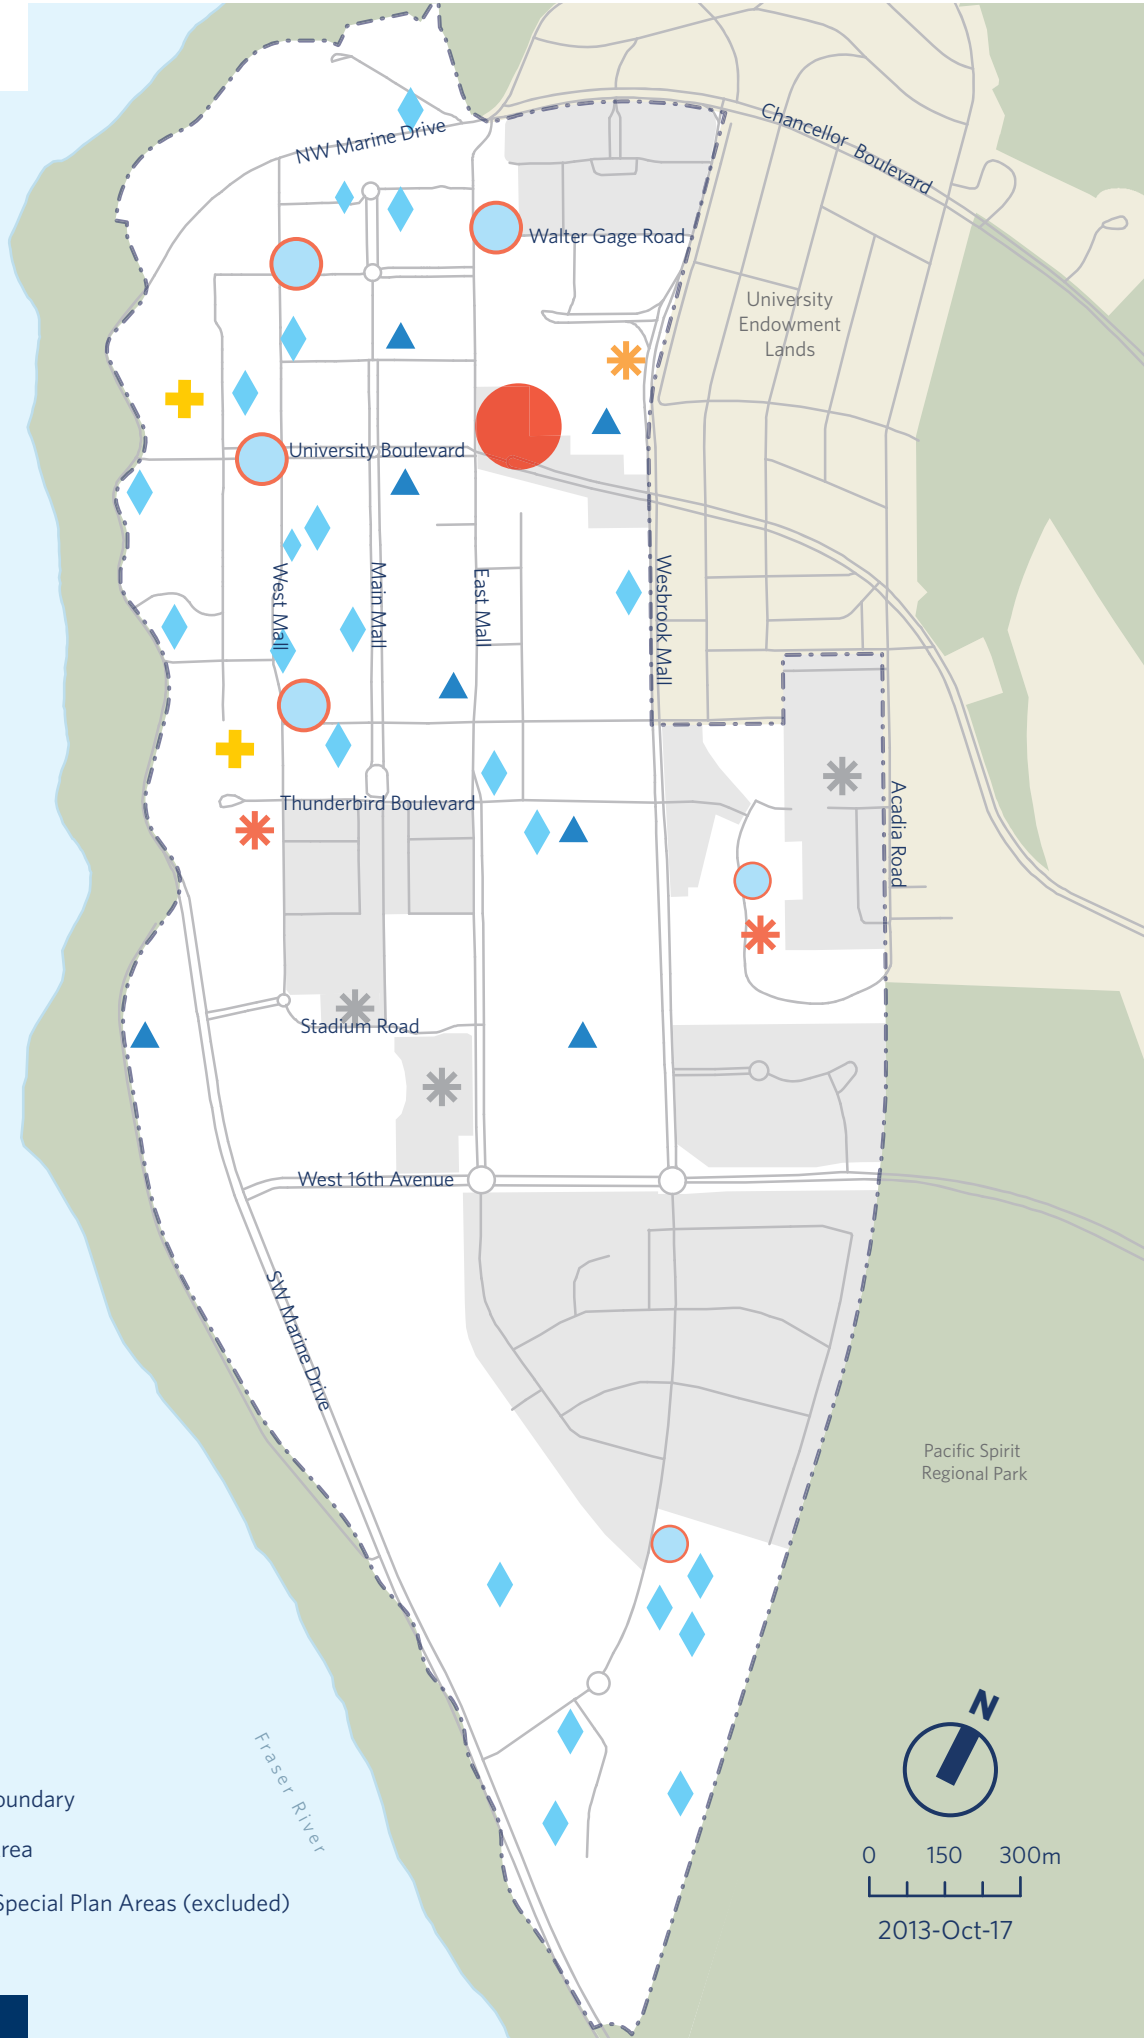 NW Marine Drive
Chancellor Boulevard
Walter Gage Road
University
Endowment
Lands
University Boulevard
West Mall
Main Mall
East Mall
Wesbrook Mall
Thunderbird Boulevard
Acadia Road
Stadium Road
West 16th Avenue
SW Marine Drive
Pacific Spirit
Regional Park
N
Fraser River
oundary
rea
Special Plan Areas (excluded)
0 150 300m
2013-Oct-17